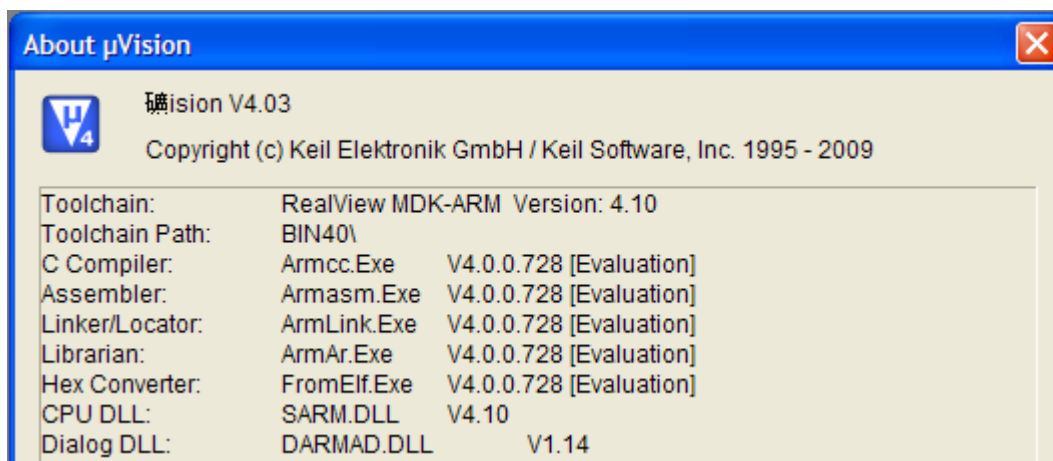 About µVision
礦ision V4.03
Copyright (c) Keil Elektronik GmbH / Keil Software, Inc. 1995 - 2009
Toolchain: RealView MDK-ARM Version: 4.10
Toolchain Path: BIN40\
C Compiler: Armcc.Exe V4.0.0.728 [Evaluation]
Assembler: Armasm.Exe V4.0.0.728 [Evaluation]
Linker/Locator: ArmLink.Exe V4.0.0.728 [Evaluation]
Librarian: ArmAr.Exe V4.0.0.728 [Evaluation]
Hex Converter: FromElf.Exe V4.0.0.728 [Evaluation]
CPU DLL: SARM.DLL V4.10
Dialog DLL: DARMAD.DLL V1.14